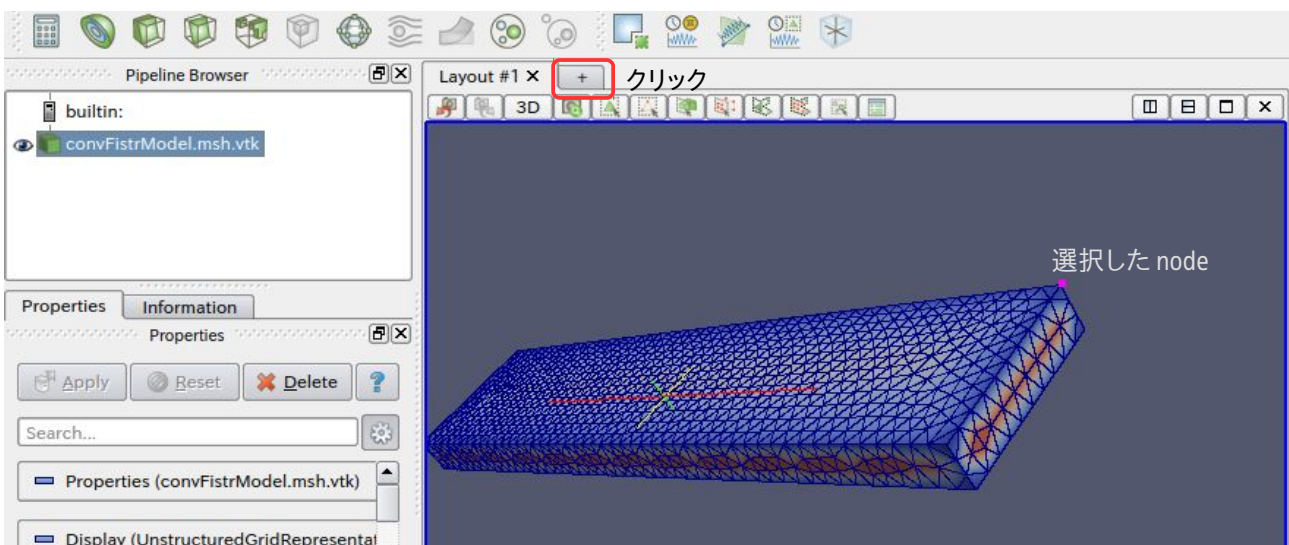 Pipeline Browser
Layout #1
+
クリック
builtin:
convFistrModel.msh.vtk
3D
選択した node
Properties
Information
Properties
Apply
Reset
Delete
?
Search...
Properties (convFistrModel.msh.vtk)
Display (UnstructuredGridRepresentat